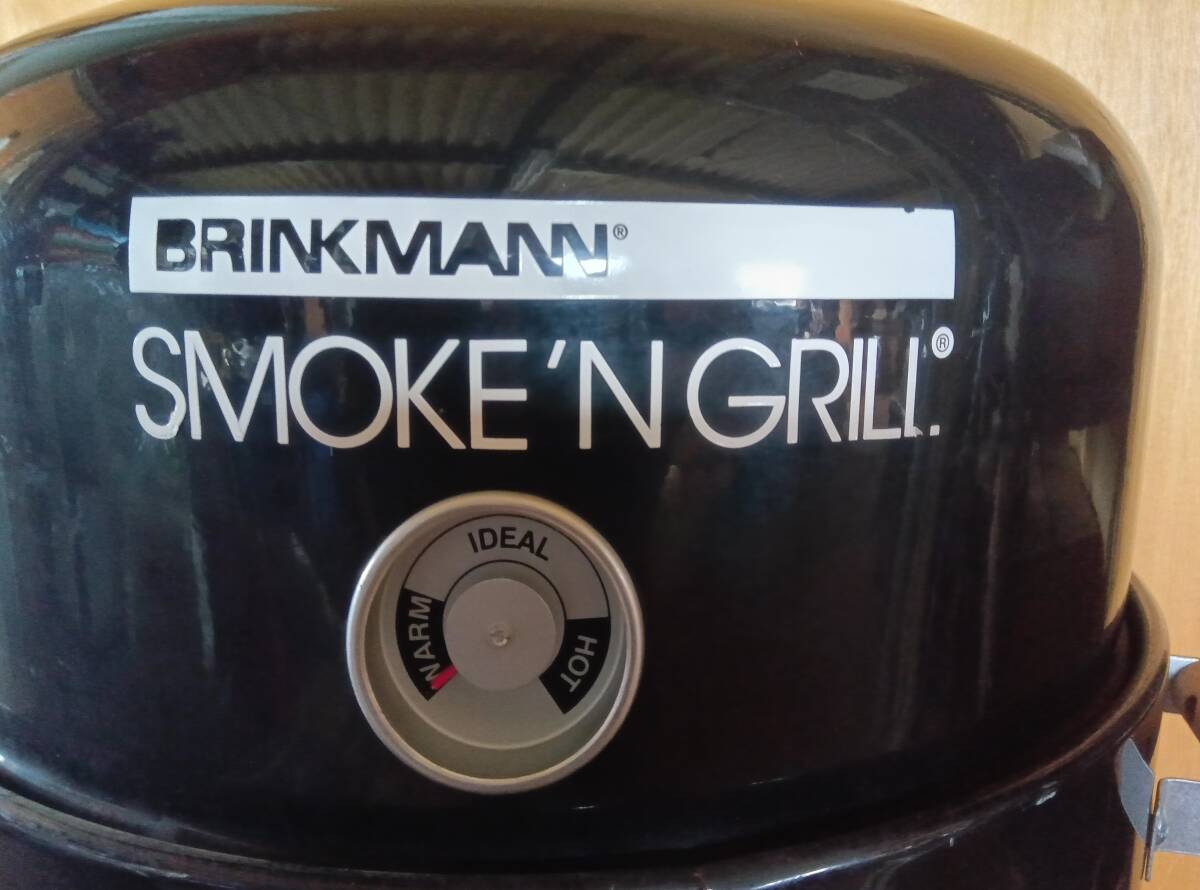 BRINKMANN®
SMOKE 'N GRILL®.
IDEAL
WARM
HOT